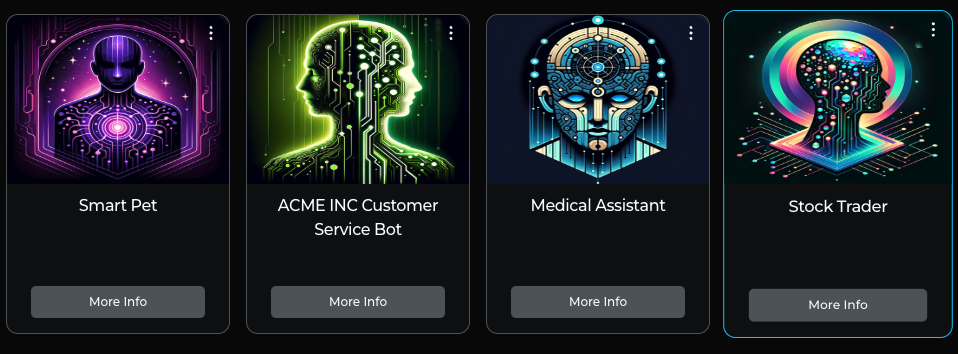 Smart Pet
More Info
ACME INC Customer
Service Bot
More Info
Medical Assistant
More Info
Stock Trader
More Info